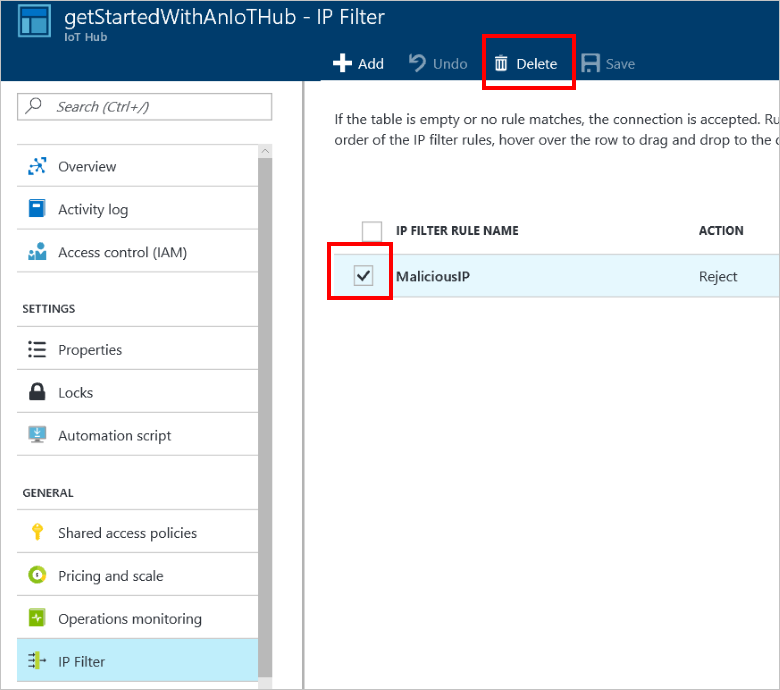 getStartedWithAnIoTHub - IP Filter
IoT Hub
Add Undo Delete Save
Search (Ctrl+/)
Overview
Activity log
Access control (IAM)
SETTINGS
Properties
Locks
Automation script
GENERAL
Shared access policies
Pricing and scale
Operations monitoring
IP Filter
If the table is empty or no rule matches, the connection is accepted. Ru
order of the IP filter rules, hover over the row to drag and drop to the d
IP FILTER RULE NAME ACTION
MaliciousIP Reject